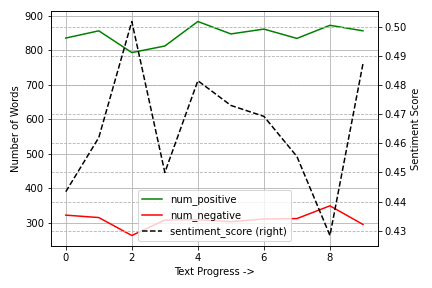 900
800
700
600
500
400
300
Number of Words
0.50
0.49
0.48
0.47
0.46
0.45
0.44
0.43
Sentiment Score
num_positive
num_negative
sentiment_score (right)
0 2 4 6 8
Text Progress ->